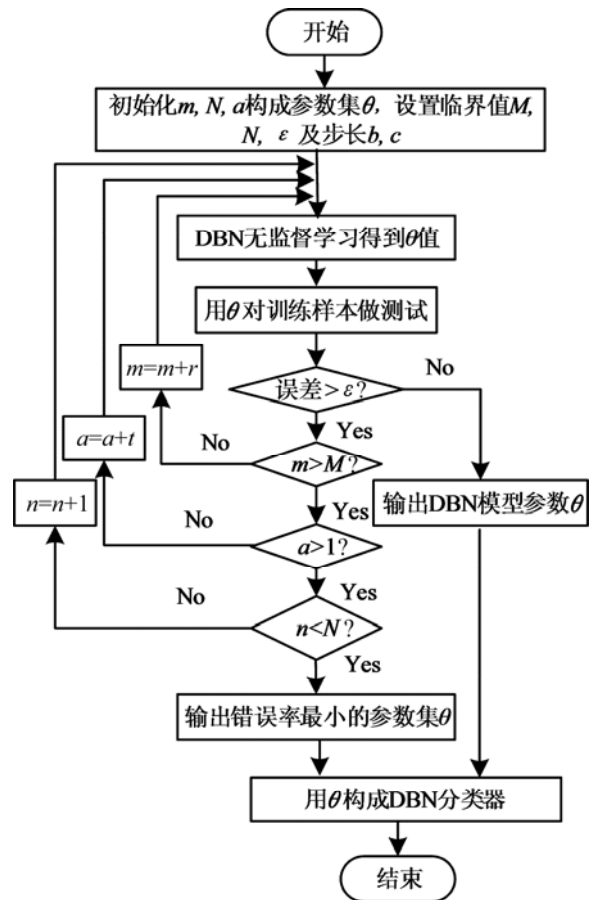 开始
初始化m, N, a构成参数集θ，设置临界值M,
N, ε 及步长b, c
DBN无监督学习得到θ值
用θ对训练样本做测试
m=m+r
误差>ε?
No
Yes
a=a+t
No
m>M?
n=n+1
Yes
输出DBN模型参数θ
No
a>1?
No
Yes
n<N?
Yes
输出错误率最小的参数集θ
用θ构成DBN分类器
结束